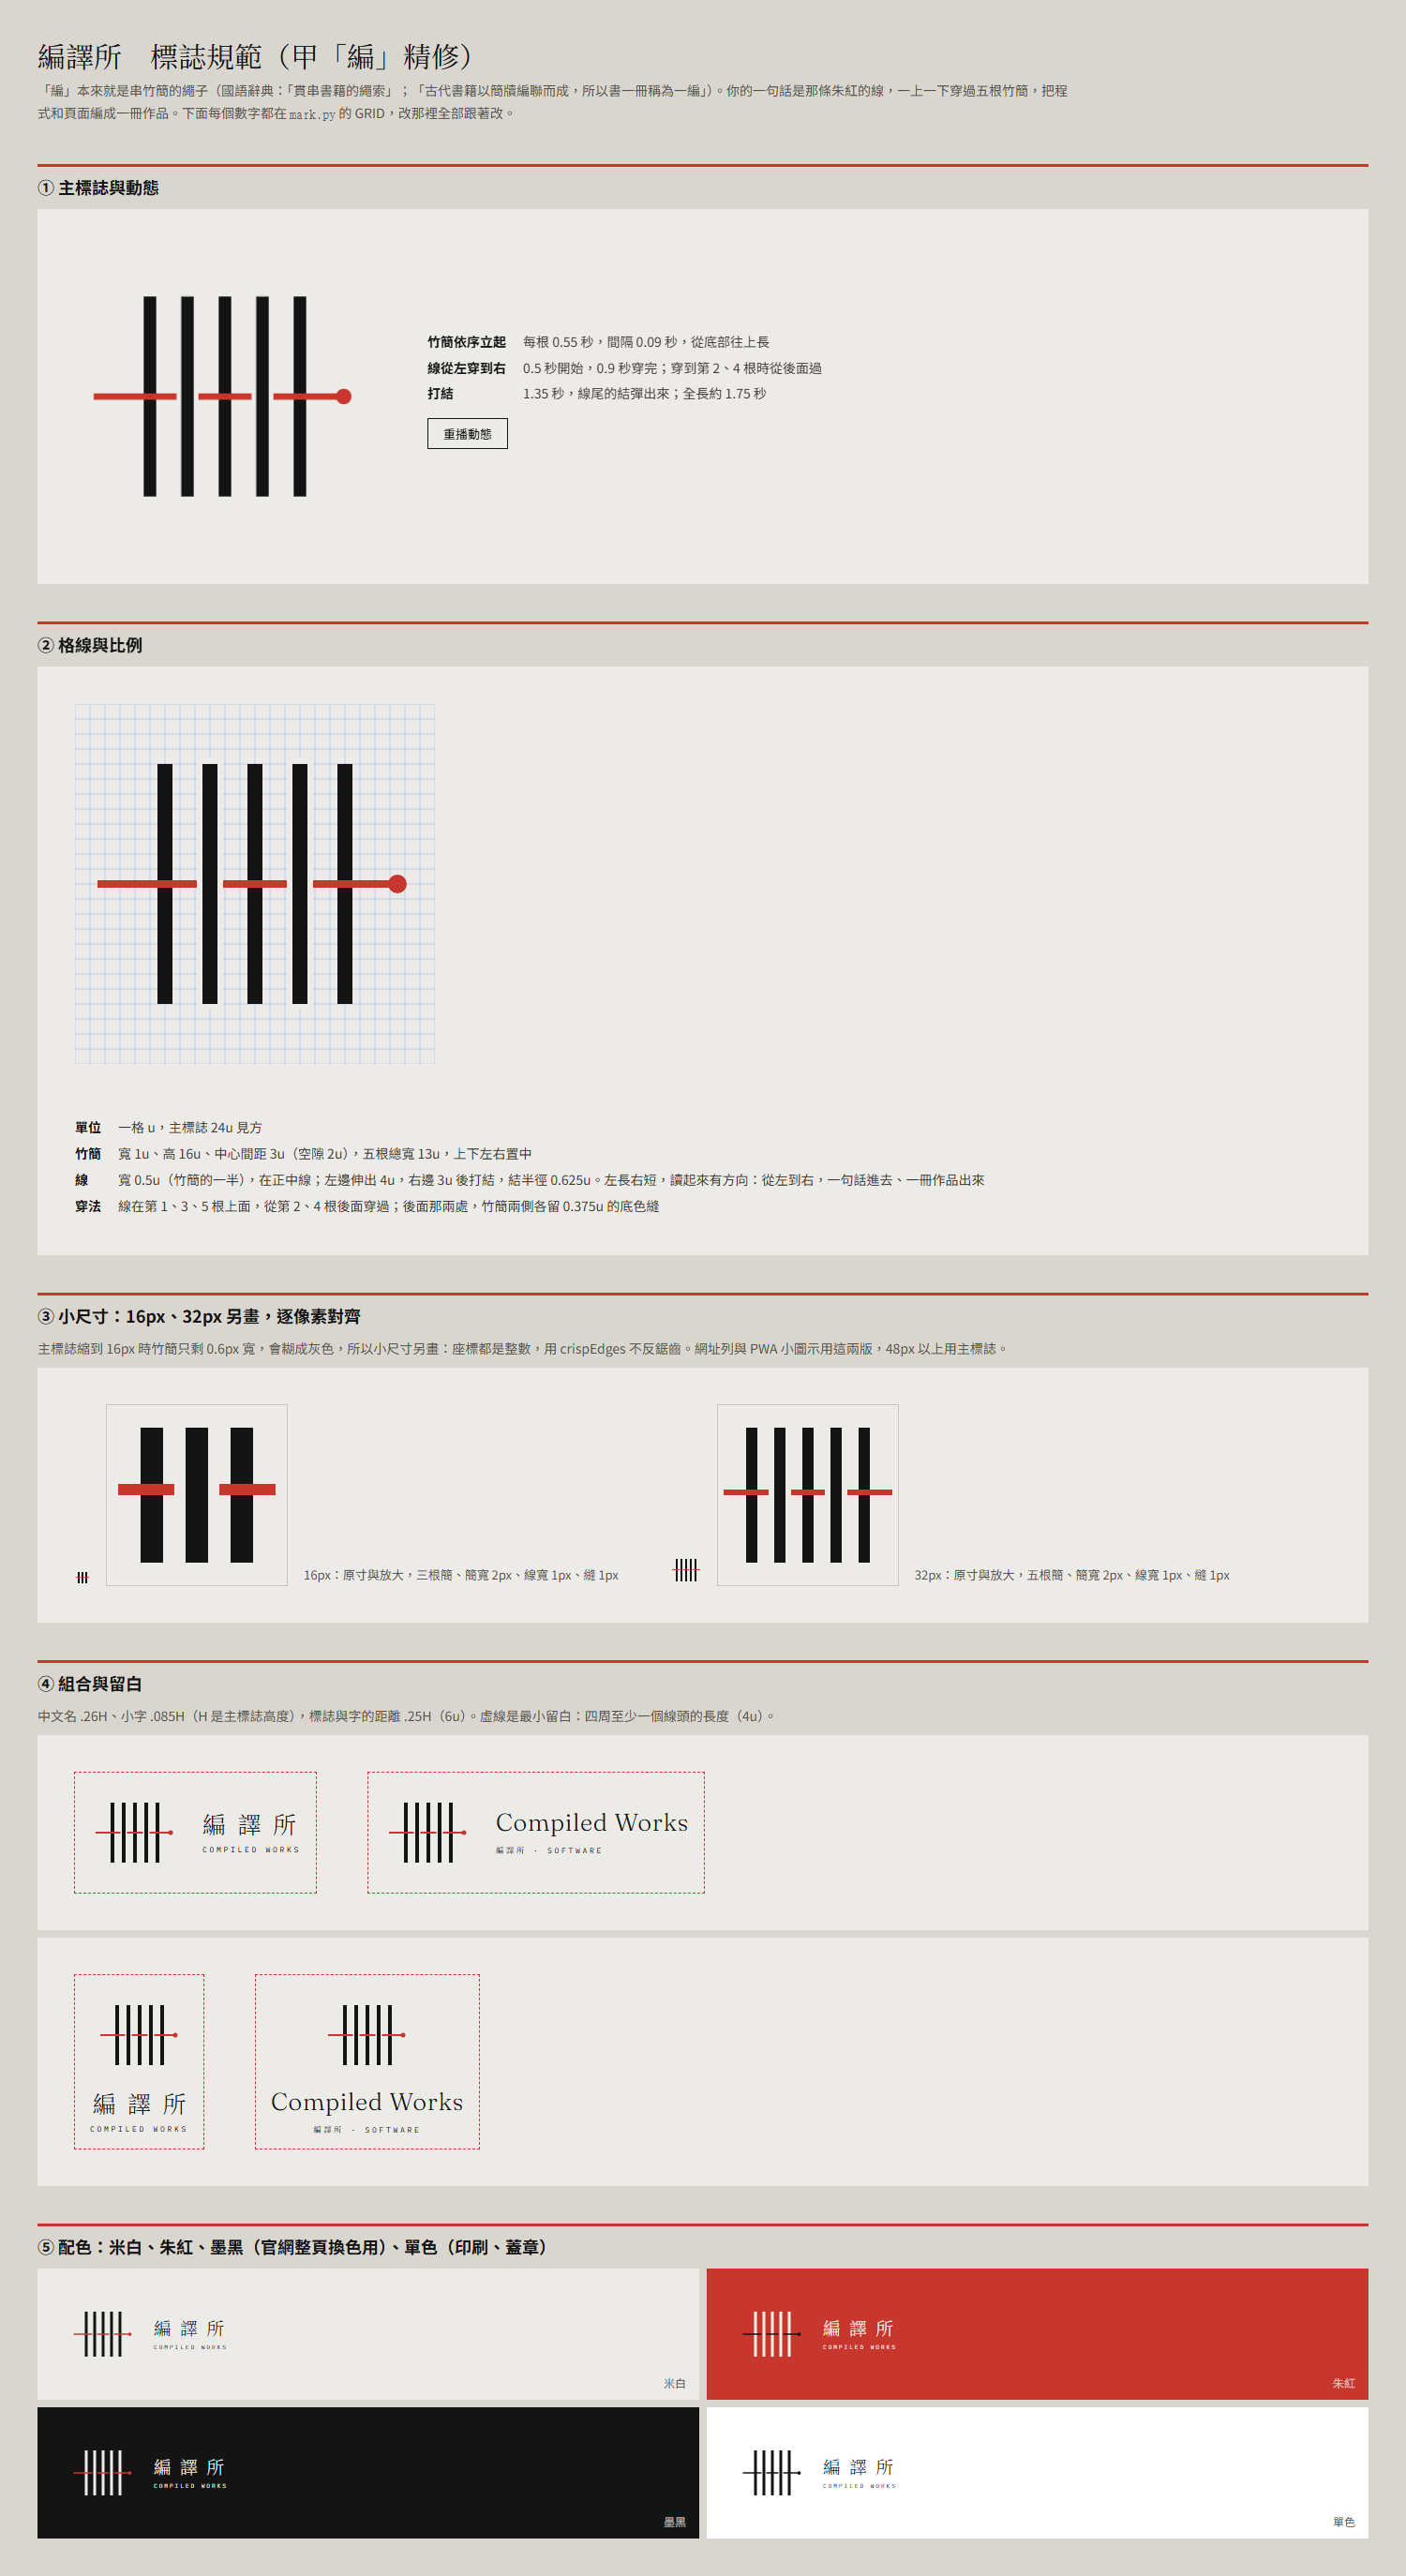 編譯所　標誌規範（甲「編」精修）
「編」本來就是串竹簡的繩子（國語辭典：「貫串書籍的繩索」；「古代書籍以簡牘編聯而成，所以書一冊稱為一編」）。你的一句話是那條朱紅的線，一上一下穿過五根竹簡，把程
式和頁面編成一冊作品。下面每個數字都在 mark.py 的 GRID，改那裡全部跟著改。
① 主標誌與動態
竹簡依序立起　每根 0.55 秒，間隔 0.09 秒，從底部往上長
線從左穿到右　0.5 秒開始，0.9 秒穿完；穿到第 2、4 根時從後面過
打結　1.35 秒，線尾的結彈出來；全長約 1.75 秒
重播動態
② 格線與比例
單位　一格 u，主標誌 24u 見方
竹簡　寬 1u、高 16u、中心間距 3u（空隙 2u），五根總寬 13u，上下左右置中
線　寬 0.5u（竹簡的一半），在正中線；左邊伸出 4u，右邊 3u 後打結，結半徑 0.625u。左長右短，讀起來有方向：從左到右，一句話進去、一冊作品出來
穿法　線在第 1、3、5 根上面，從第 2、4 根後面穿過；後面那兩處，竹簡兩側各留 0.375u 的底色縫
③ 小尺寸：16px、32px 另畫，逐像素對齊
主標誌縮到 16px 時竹簡只剩 0.6px 寬，會糊成灰色，所以小尺寸另畫：座標都是整數，用 crispEdges 不反鋸齒。網址列與 PWA 小圖示用這兩版，48px 以上用主標誌。
16px：原寸與放大，三根簡、簡寬 2px、線寬 1px、縫 1px
32px：原寸與放大，五根簡、簡寬 2px、線寬 1px、縫 1px
④ 組合與留白
中文名 .26H、小字 .085H（H 是主標誌高度），標誌與字的距離 .25H（6u）。虛線是最小留白：四周至少一個線頭的長度（4u）。
編譯所
COMPILED WORKS
Compiled Works
編譯所 · SOFTWARE
編譯所
COMPILED WORKS
Compiled Works
編譯所 · SOFTWARE
⑤ 配色：米白、朱紅、墨黑（官網整頁換色用）、單色（印刷、蓋章）
編譯所
COMPILED WORKS
米白
編譯所
COMPILED WORKS
朱紅
編譯所
COMPILED WORKS
墨黑
編譯所
COMPILED WORKS
單色